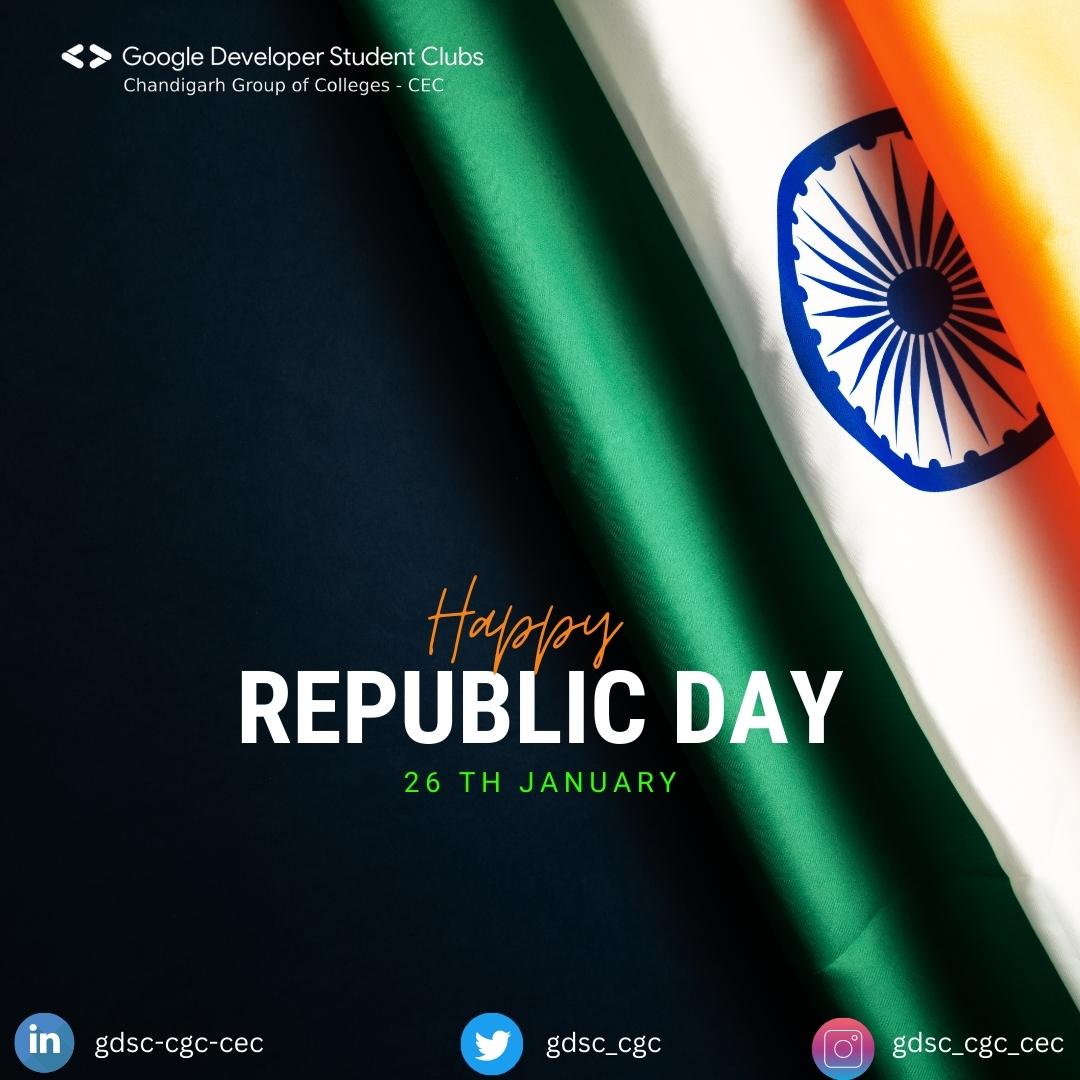 Google Developer Student Clubs
Chandigarh Group of Colleges - CEC
Happy
REPUBLIC DAY
26 TH JANUARY
in gdsc-cgc-cec gdsc_cgc gdsc_cgc_cec